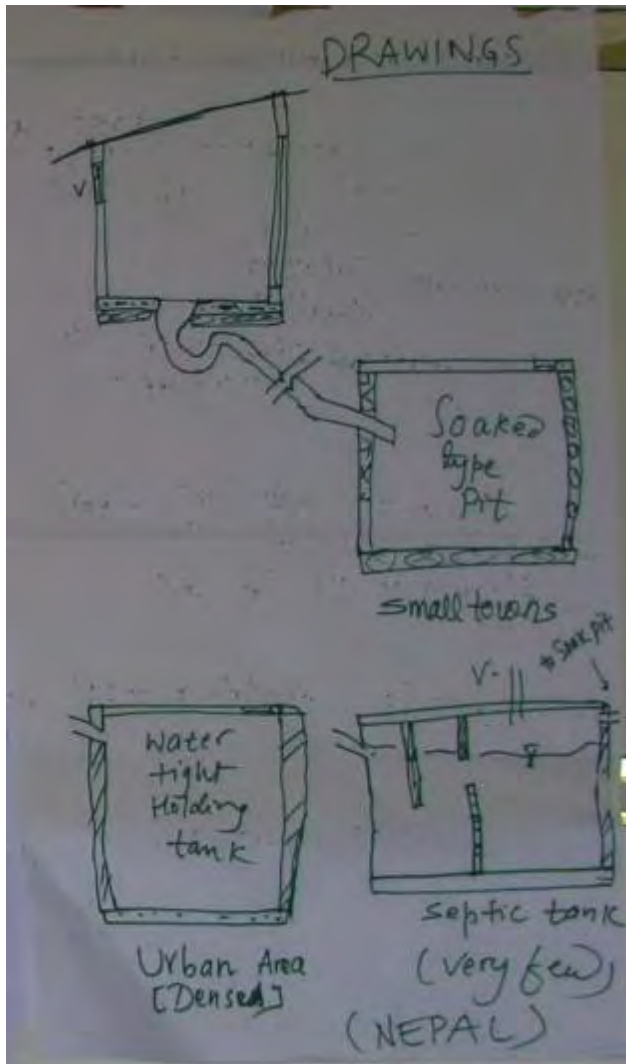 DRAWINGS
V
Soaked
type
Pit
small towns
to Soak pit
V-
Water
tight
Holding
tank
septic tank
(very few)
Urban Area
[Dense]
(NEPAL)